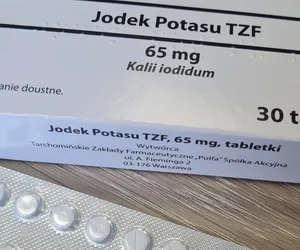 Jodek Potasu TZF
65 mg
Kalii iodidum
anie doustne.
30 t
Jodek Potasu TZF, 65 mg, tabletki
Wytwórca
Tarchomińskie Zakłady Farmaceutyczne „Polfa” Spółka Akcyjna
ul. A. Fleminga 2
03-176 Warszawa